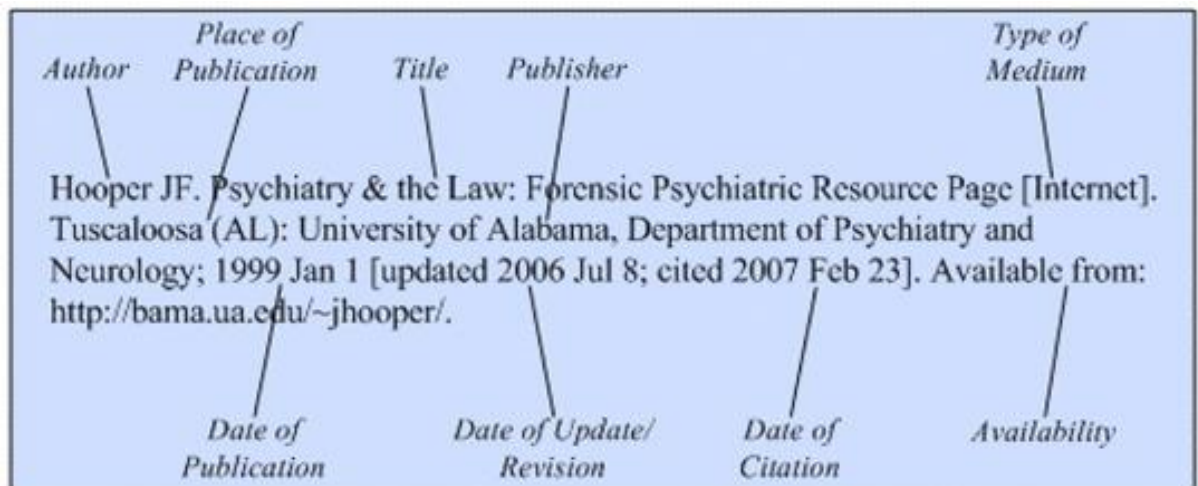 Place of
Type of
Author Publication Title Publisher Medium
Hooper JF. Psychiatry & the Law: Forensic Psychiatric Resource Page [Internet].
Tuscaloosa (AL): University of Alabama, Department of Psychiatry and
Neurology; 1999 Jan 1 [updated 2006 Jul 8; cited 2007 Feb 23]. Available from:
http://bama.ua.edu/~jhooper/.
Date of Date of Update/ Date of Availability
Publication Revision Citation